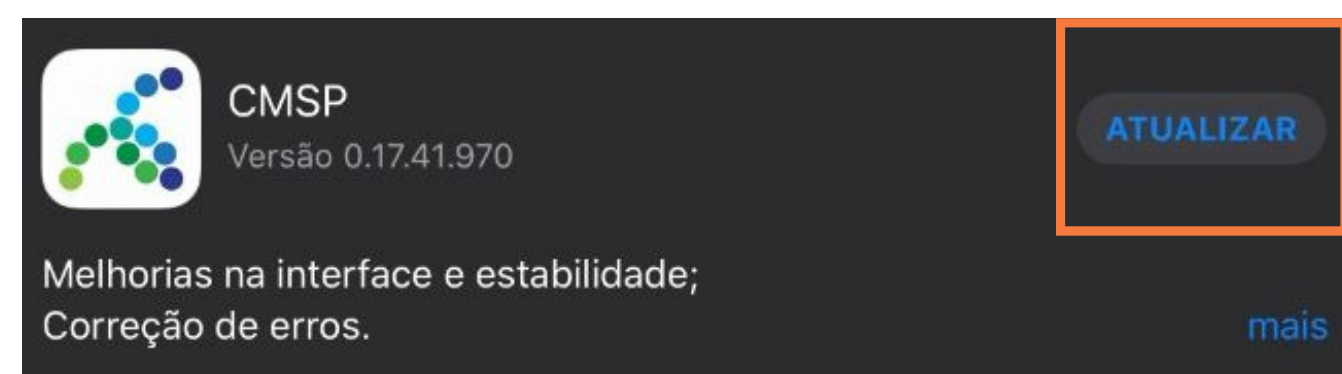 CMSP
Versão 0.17.41.970
ATUALIZAR
Melhorias na interface e estabilidade;
Correção de erros.
mais